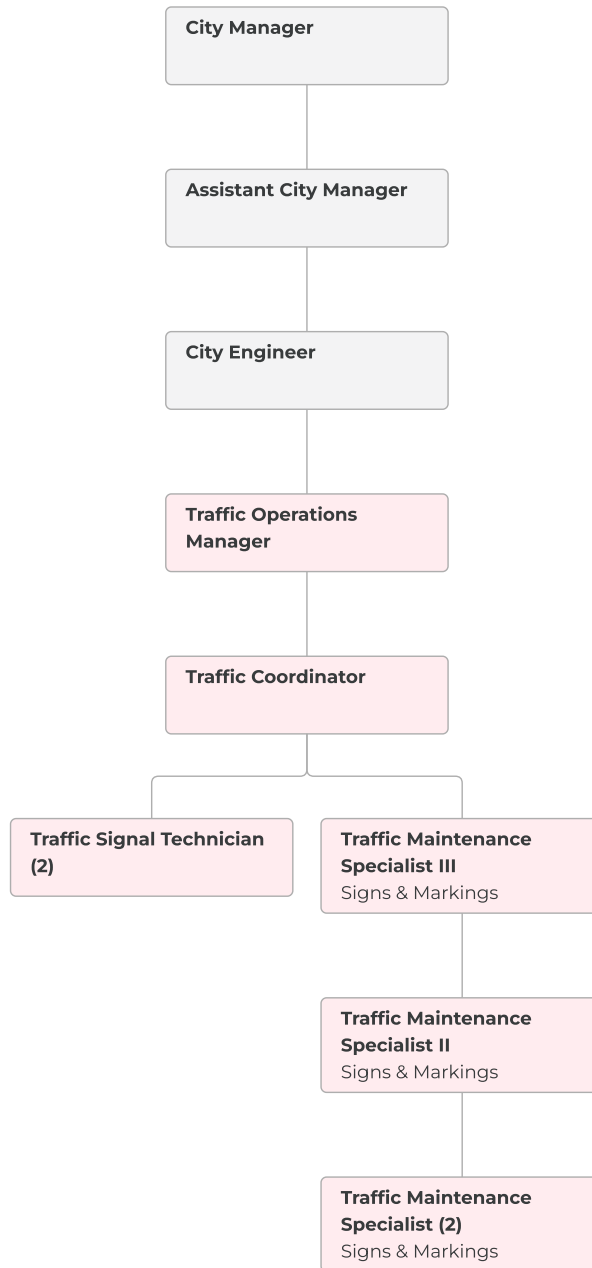 City Manager
Assistant City Manager
City Engineer
Traffic Operations
Manager
Traffic Coordinator
Traffic Signal Technician
(2)
Traffic Maintenance
Specialist III
Signs & Markings
Traffic Maintenance
Specialist II
Signs & Markings
Traffic Maintenance
Specialist (2)
Signs & Markings